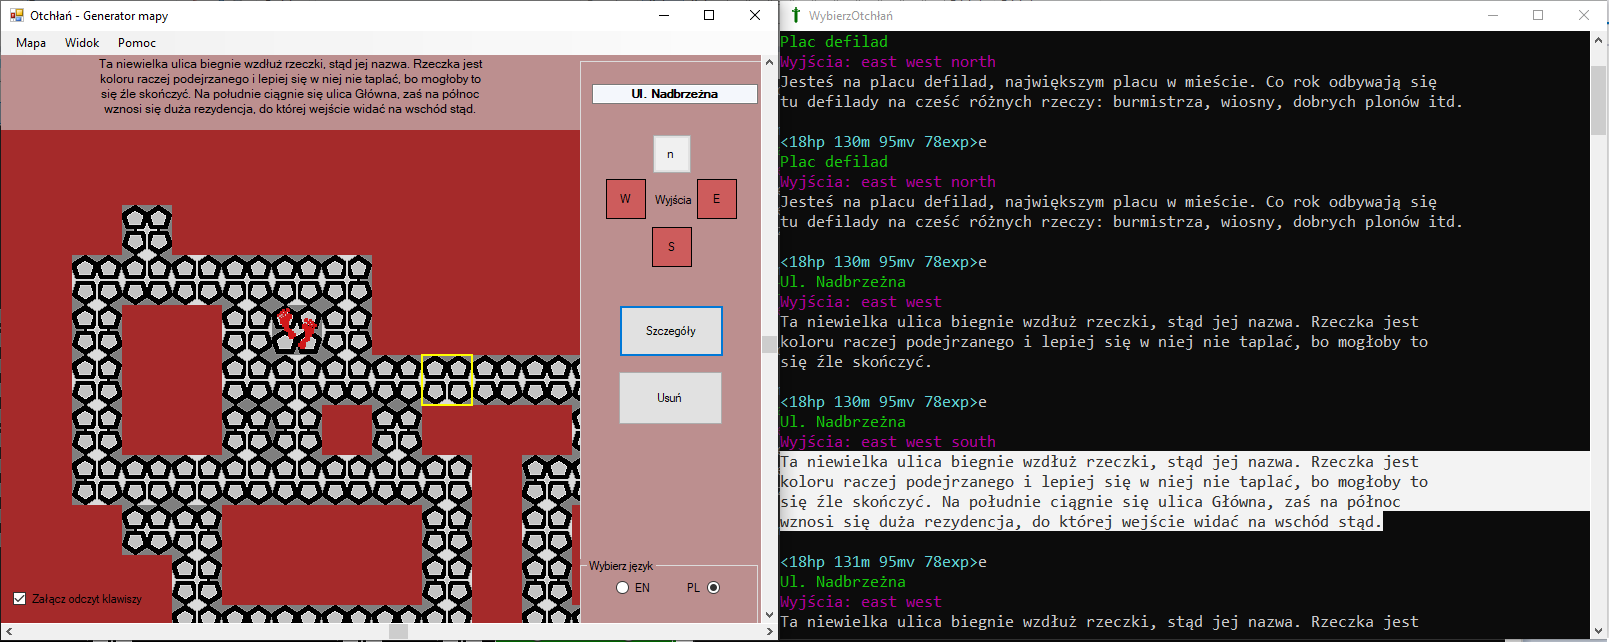 Otchłań - Generator mapy
Mapa Widok Pomoc
Ta niewielka ulica biegnie wzdłuż rzeczki, stąd jej nazwa. Rzeczka jest
koloru raczej podejrzanego i lepiej się w niej nie taplać, bo mogłoby to
się źle skończyć. Na południe ciągnie się ulica Główna, zaś na północ
wznosi się duża rezydencja, do której wejście widać na wschód stąd.
Ul. Nadbrzeżna
n
W Wyjścia E
S
Szczegóły
Usuń
Wybierz język
EN PL
Załącz odczyt klawiszy
WybierzOtchłań
Plac defilad
Wyjścia: east west north
Jesteś na placu defilad, największym placu w mieście. Co rok odbywają się
tu defilady na cześć różnych rzeczy: burmistrza, wiosny, dobrych plonów itd.
<18hp 130m 95mv 78exp>e
Plac defilad
Wyjścia: east west north
Jesteś na placu defilad, największym placu w mieście. Co rok odbywają się
tu defilady na cześć różnych rzeczy: burmistrza, wiosny, dobrych plonów itd.
<18hp 130m 95mv 78exp>e
Ul. Nadbrzeżna
Wyjścia: east west
Ta niewielka ulica biegnie wzdłuż rzeczki, stąd jej nazwa. Rzeczka jest
koloru raczej podejrzanego i lepiej się w niej nie taplać, bo mogłoby to
się źle skończyć.
<18hp 130m 95mv 78exp>e
Ul. Nadbrzeżna
Wyjścia: east west south
Ta niewielka ulica biegnie wzdłuż rzeczki, stąd jej nazwa. Rzeczka jest
koloru raczej podejrzanego i lepiej się w niej nie taplać, bo mogłoby to
się źle skończyć. Na południe ciągnie się ulica Główna, zaś na północ
wznosi się duża rezydencja, do której wejście widać na wschód stąd.
<18hp 131m 95mv 78exp>e
Ul. Nadbrzeżna
Wyjścia: east west
Ta niewielka ulica biegnie wzdłuż rzeczki, stąd jej nazwa. Rzeczka jest